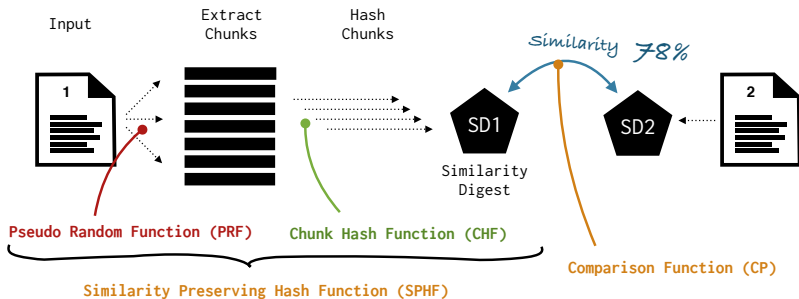 Input
Extract
Chunks
Hash
Chunks
Similarity 78%
1
SD1
SD2
2
Similarity
Digest
Pseudo Random Function (PRF)
Chunk Hash Function (CHF)
Comparison Function (CP)
Similarity Preserving Hash Function (SPHF)